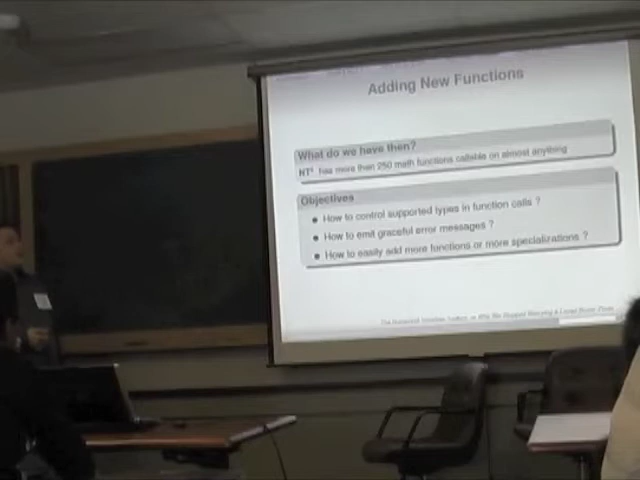 Adding New Functions
What do we have then?
NT² has more than 250 math functions callable on almost anything
Objectives
How to control supported types in function calls ?
How to emit graceful error messages ?
How to easily add more functions or more specializations ?